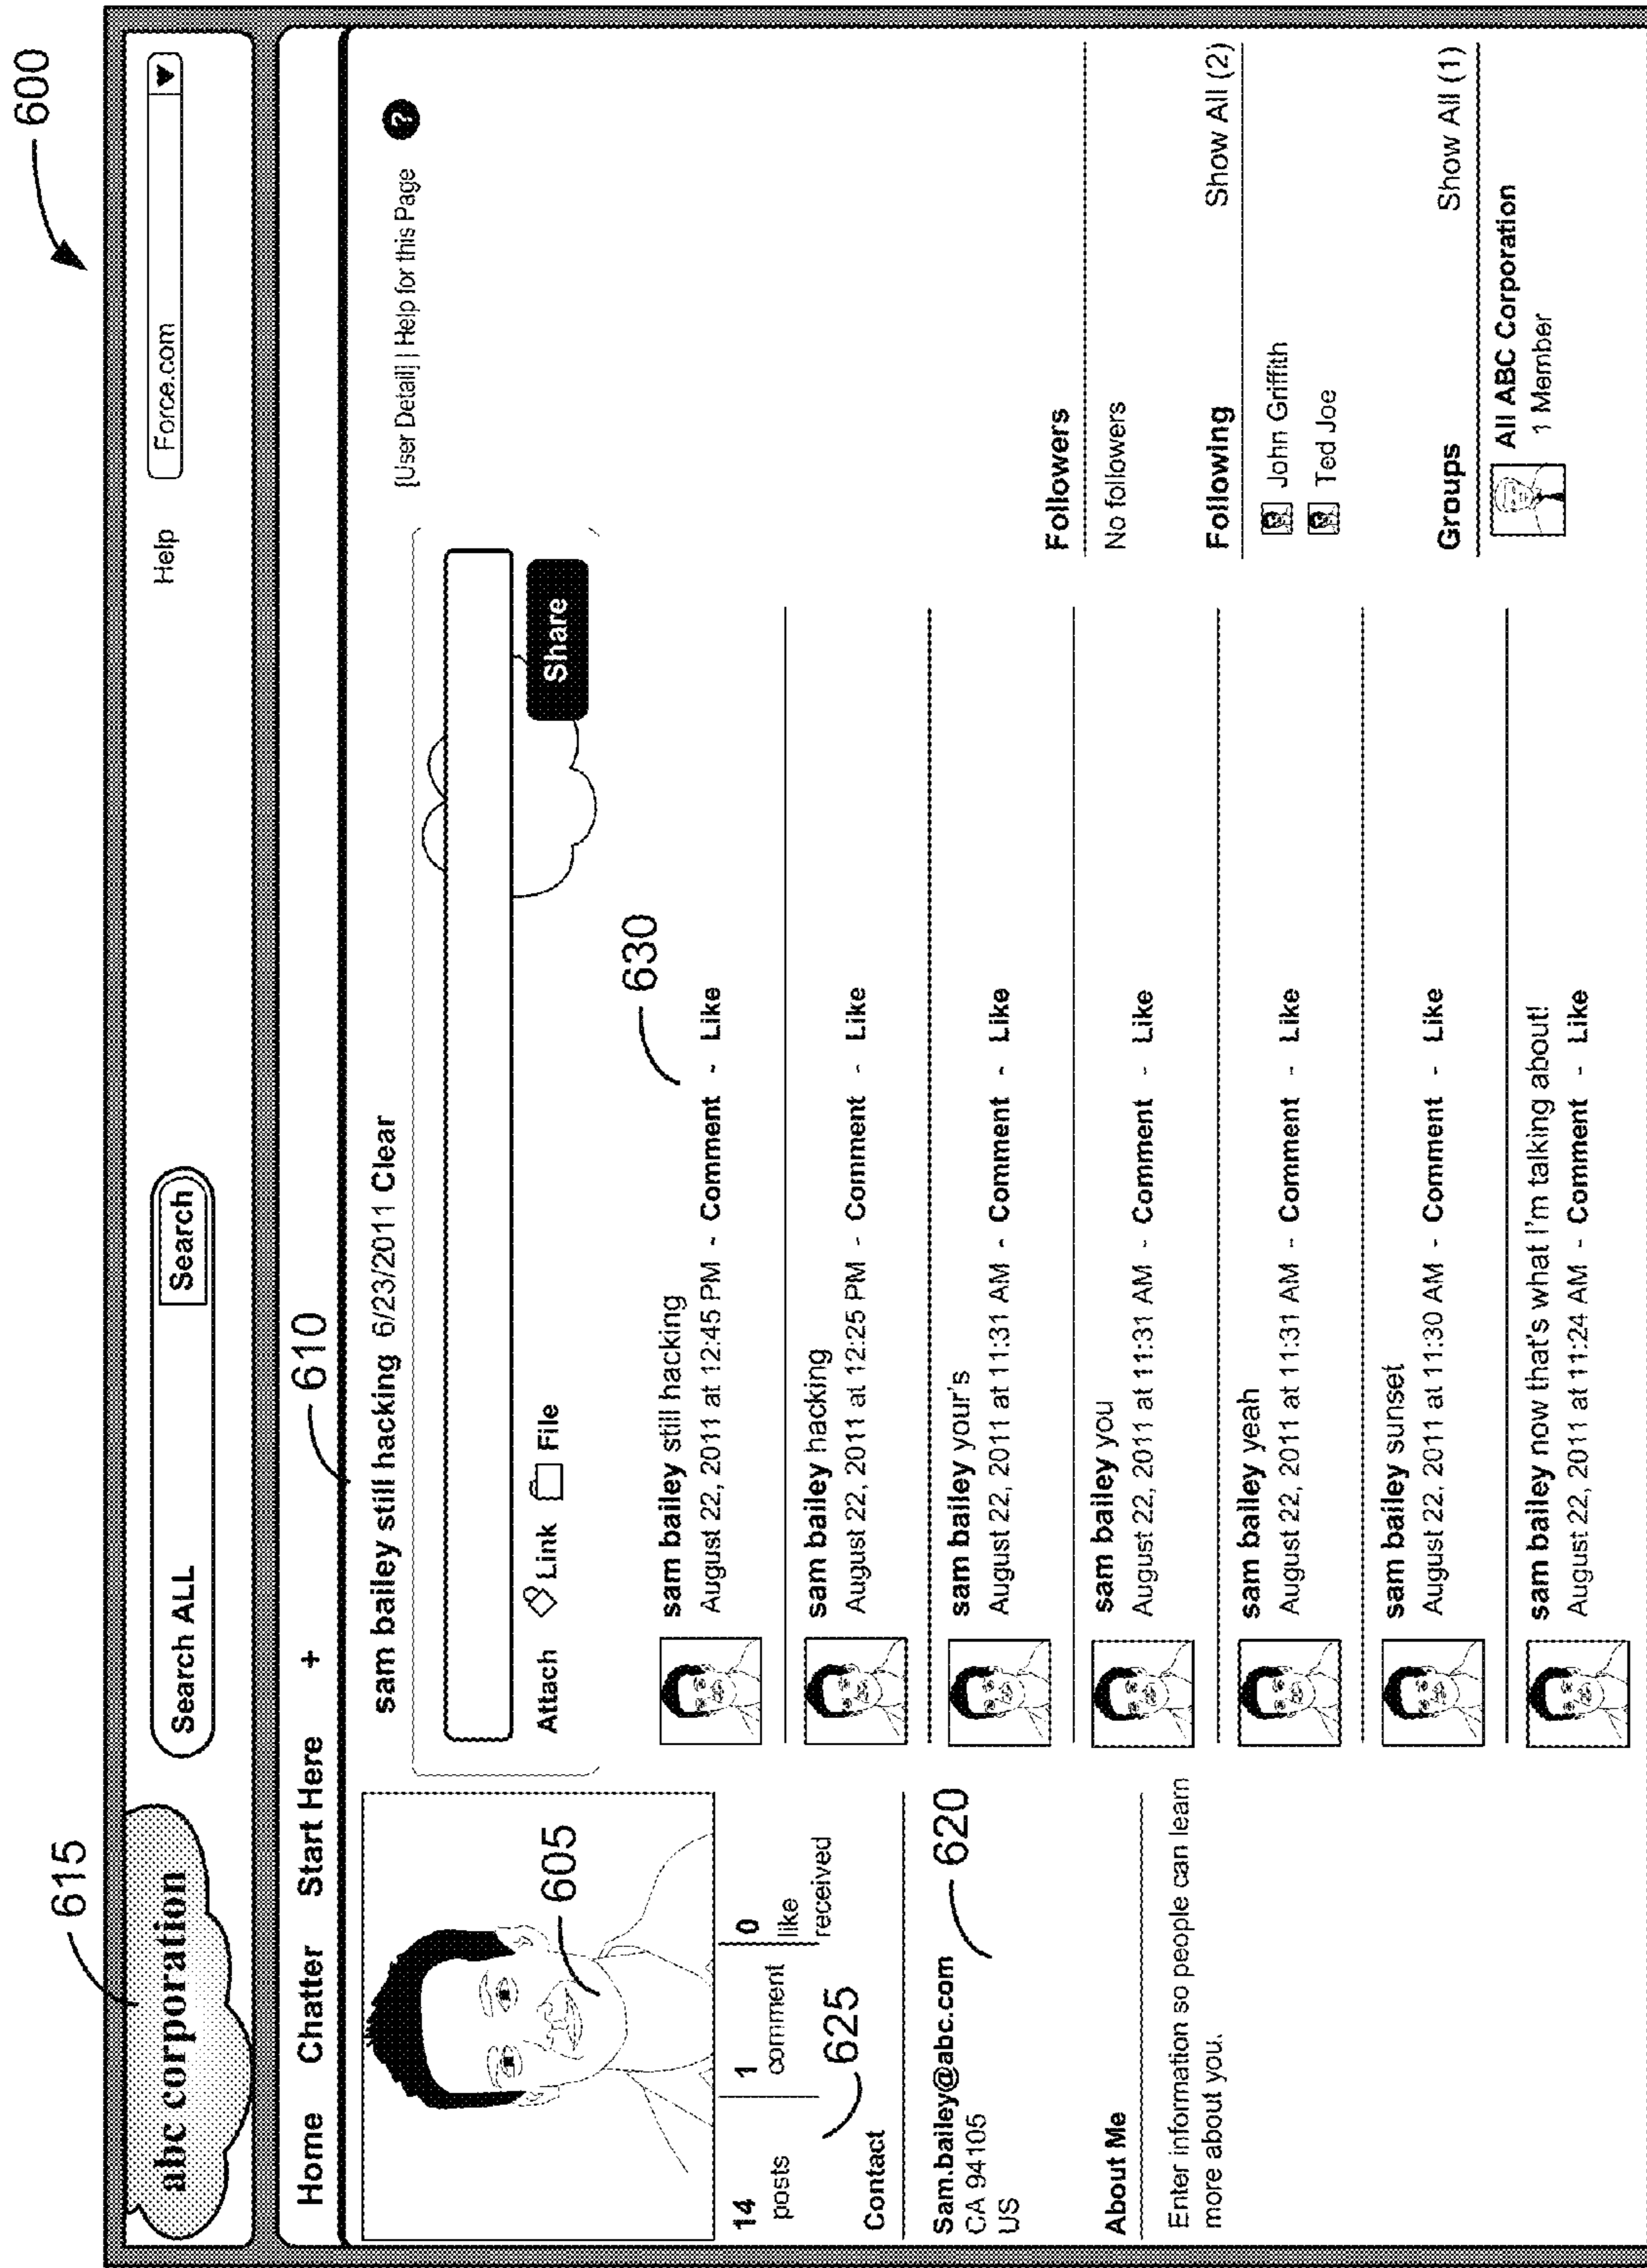 600
615
abc corporation
Search ALL Search
Help Force.com
Home Chatter Start Here +
610
sam bailey still hacking 6/23/2011 Clear
[User Detail] | Help for this Page ?
605
Attach Link File
Share
14 posts
1 comment
0 like received
625
Contact
Sam.bailey@abc.com
CA 94105
US
620
About Me
Enter information so people can learn
more about you.
630
sam bailey still hacking
August 22, 2011 at 12:45 PM - Comment - Like
sam bailey hacking
August 22, 2011 at 12:25 PM - Comment - Like
sam bailey your's
August 22, 2011 at 11:31 AM - Comment - Like
sam bailey you
August 22, 2011 at 11:31 AM - Comment - Like
sam bailey yeah
August 22, 2011 at 11:31 AM - Comment - Like
sam bailey sunset
August 22, 2011 at 11:30 AM - Comment - Like
sam bailey now that's what I'm talking about!
August 22, 2011 at 11:24 AM - Comment - Like
Followers
No followers
Following Show All (2)
John Griffith
Ted Joe
Groups Show All (1)
All ABC Corporation
1 Member